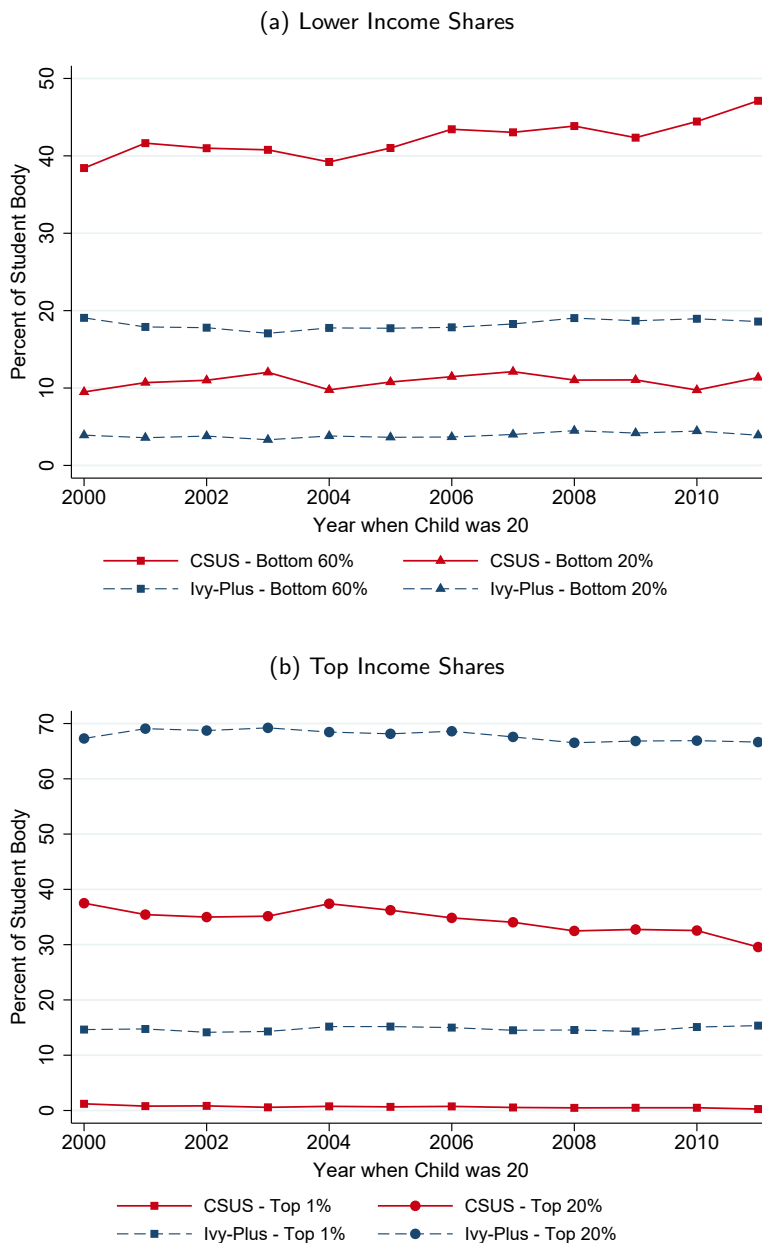 (a) Lower Income Shares
50
40
30
20
10
0
Percent of Student Body
2000 2002 2004 2006 2008 2010
Year when Child was 20
CSUS - Bottom 60% CSUS - Bottom 20%
Ivy-Plus - Bottom 60% Ivy-Plus - Bottom 20%
(b) Top Income Shares
70
60
50
40
30
20
10
0
Percent of Student Body
2000 2002 2004 2006 2008 2010
Year when Child was 20
CSUS - Top 1% CSUS - Top 20%
Ivy-Plus - Top 1% Ivy-Plus - Top 20%